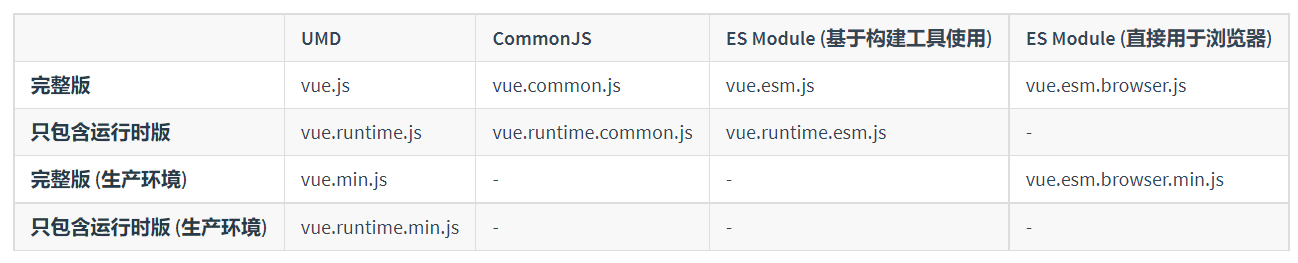 UMD CommonJS ES Module (基于构建工具使用) ES Module (直接用于浏览器)
完整版 vue.js vue.common.js vue.esm.js vue.esm.browser.js
只包含运行时版 vue.runtime.js vue.runtime.common.js vue.runtime.esm.js -
完整版 (生产环境) vue.min.js - - vue.esm.browser.min.js
只包含运行时版 (生产环境) vue.runtime.min.js - - -